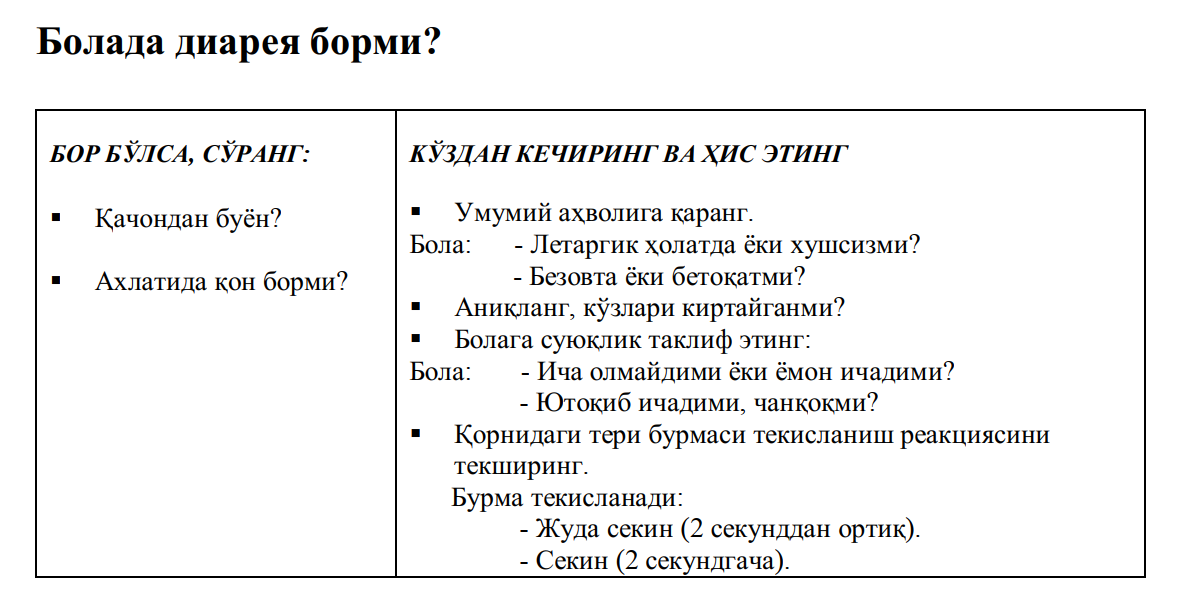 Болада диарея борми?
БОР БЎЛСА, СЎРАНГ:
▪ Қачондан буён?
▪ Ахлатида қон борми?
КЎЗДАН КЕЧИРИНГ ВА ҲИС ЭТИНГ
▪ Умумий аҳволига қаранг.
Бола: - Летаргик ҳолатда ёки хушсизми?
- Безовта ёки бетоқатми?
▪ Аниқланг, кўзлари киртайганми?
▪ Болага суюқлик таклиф этинг:
Бола: - Ича олмайдими ёки ёмон ичадими?
- Ютоқиб ичадими, чанқоқми?
▪ Қорнидаги тери бурмаси текисланиш реакциясини
текширинг.
Бурма текисланади:
- Жуда секин (2 секунддан ортиқ).
- Секин (2 секундгача).